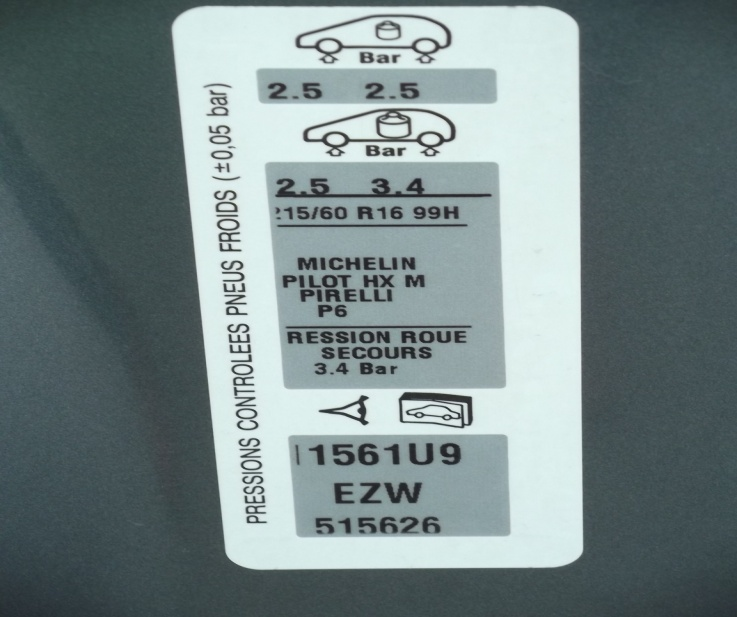 PRESSIONS CONTROLEES PNEUS FROIDS (±0,05 bar)
Bar
2.5 2.5
Bar
2.5 3.4
215/60 R16 99H
MICHELIN
PILOT HX M
PIRELLI
P6
RESSION ROUE
SECOURS
3.4 Bar
11561U9
EZW
515626